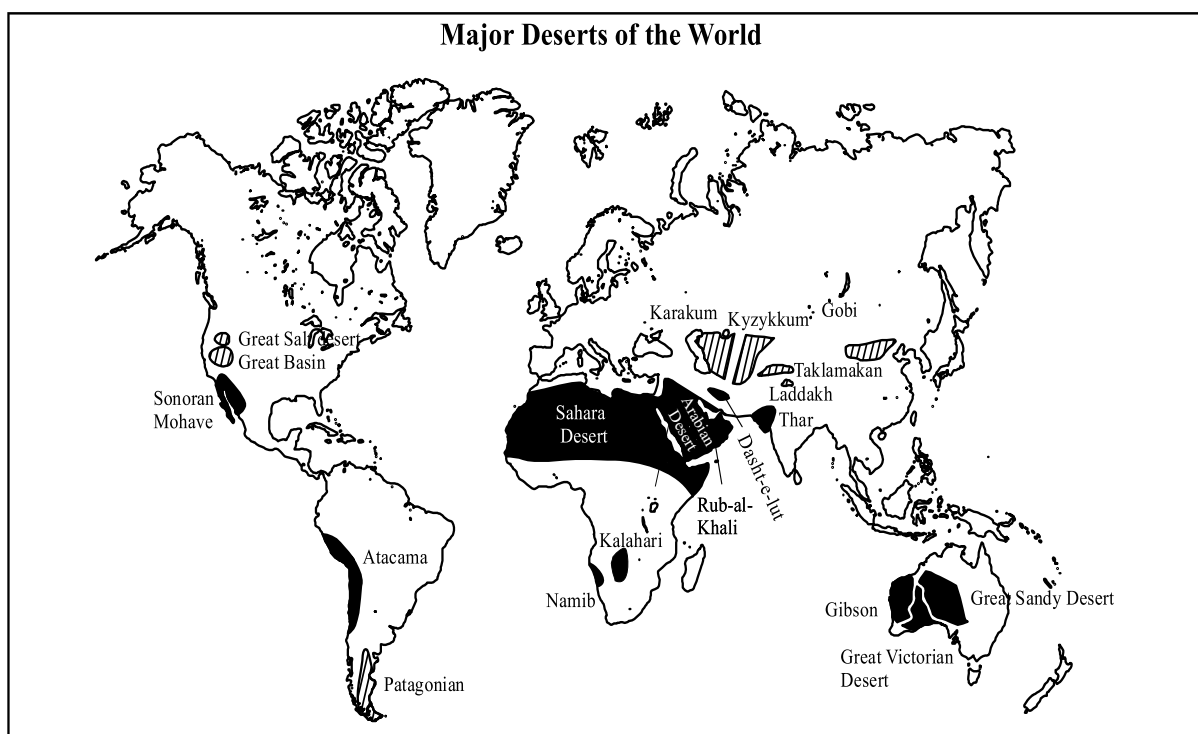 Major Deserts of the World
Karakum
Kyzykkum
Gobi
Great Salt desert
Great Basin
Taklamakan
Laddakh
Sonoran
Mohave
Thar
Sahara
Desert
Arabian
Desert
Dasht-e-lut
Rub-al-
Khali
Kalahari
Atacama
Namib
Gibson
Great Sandy Desert
Great Victorian
Desert
Patagonian